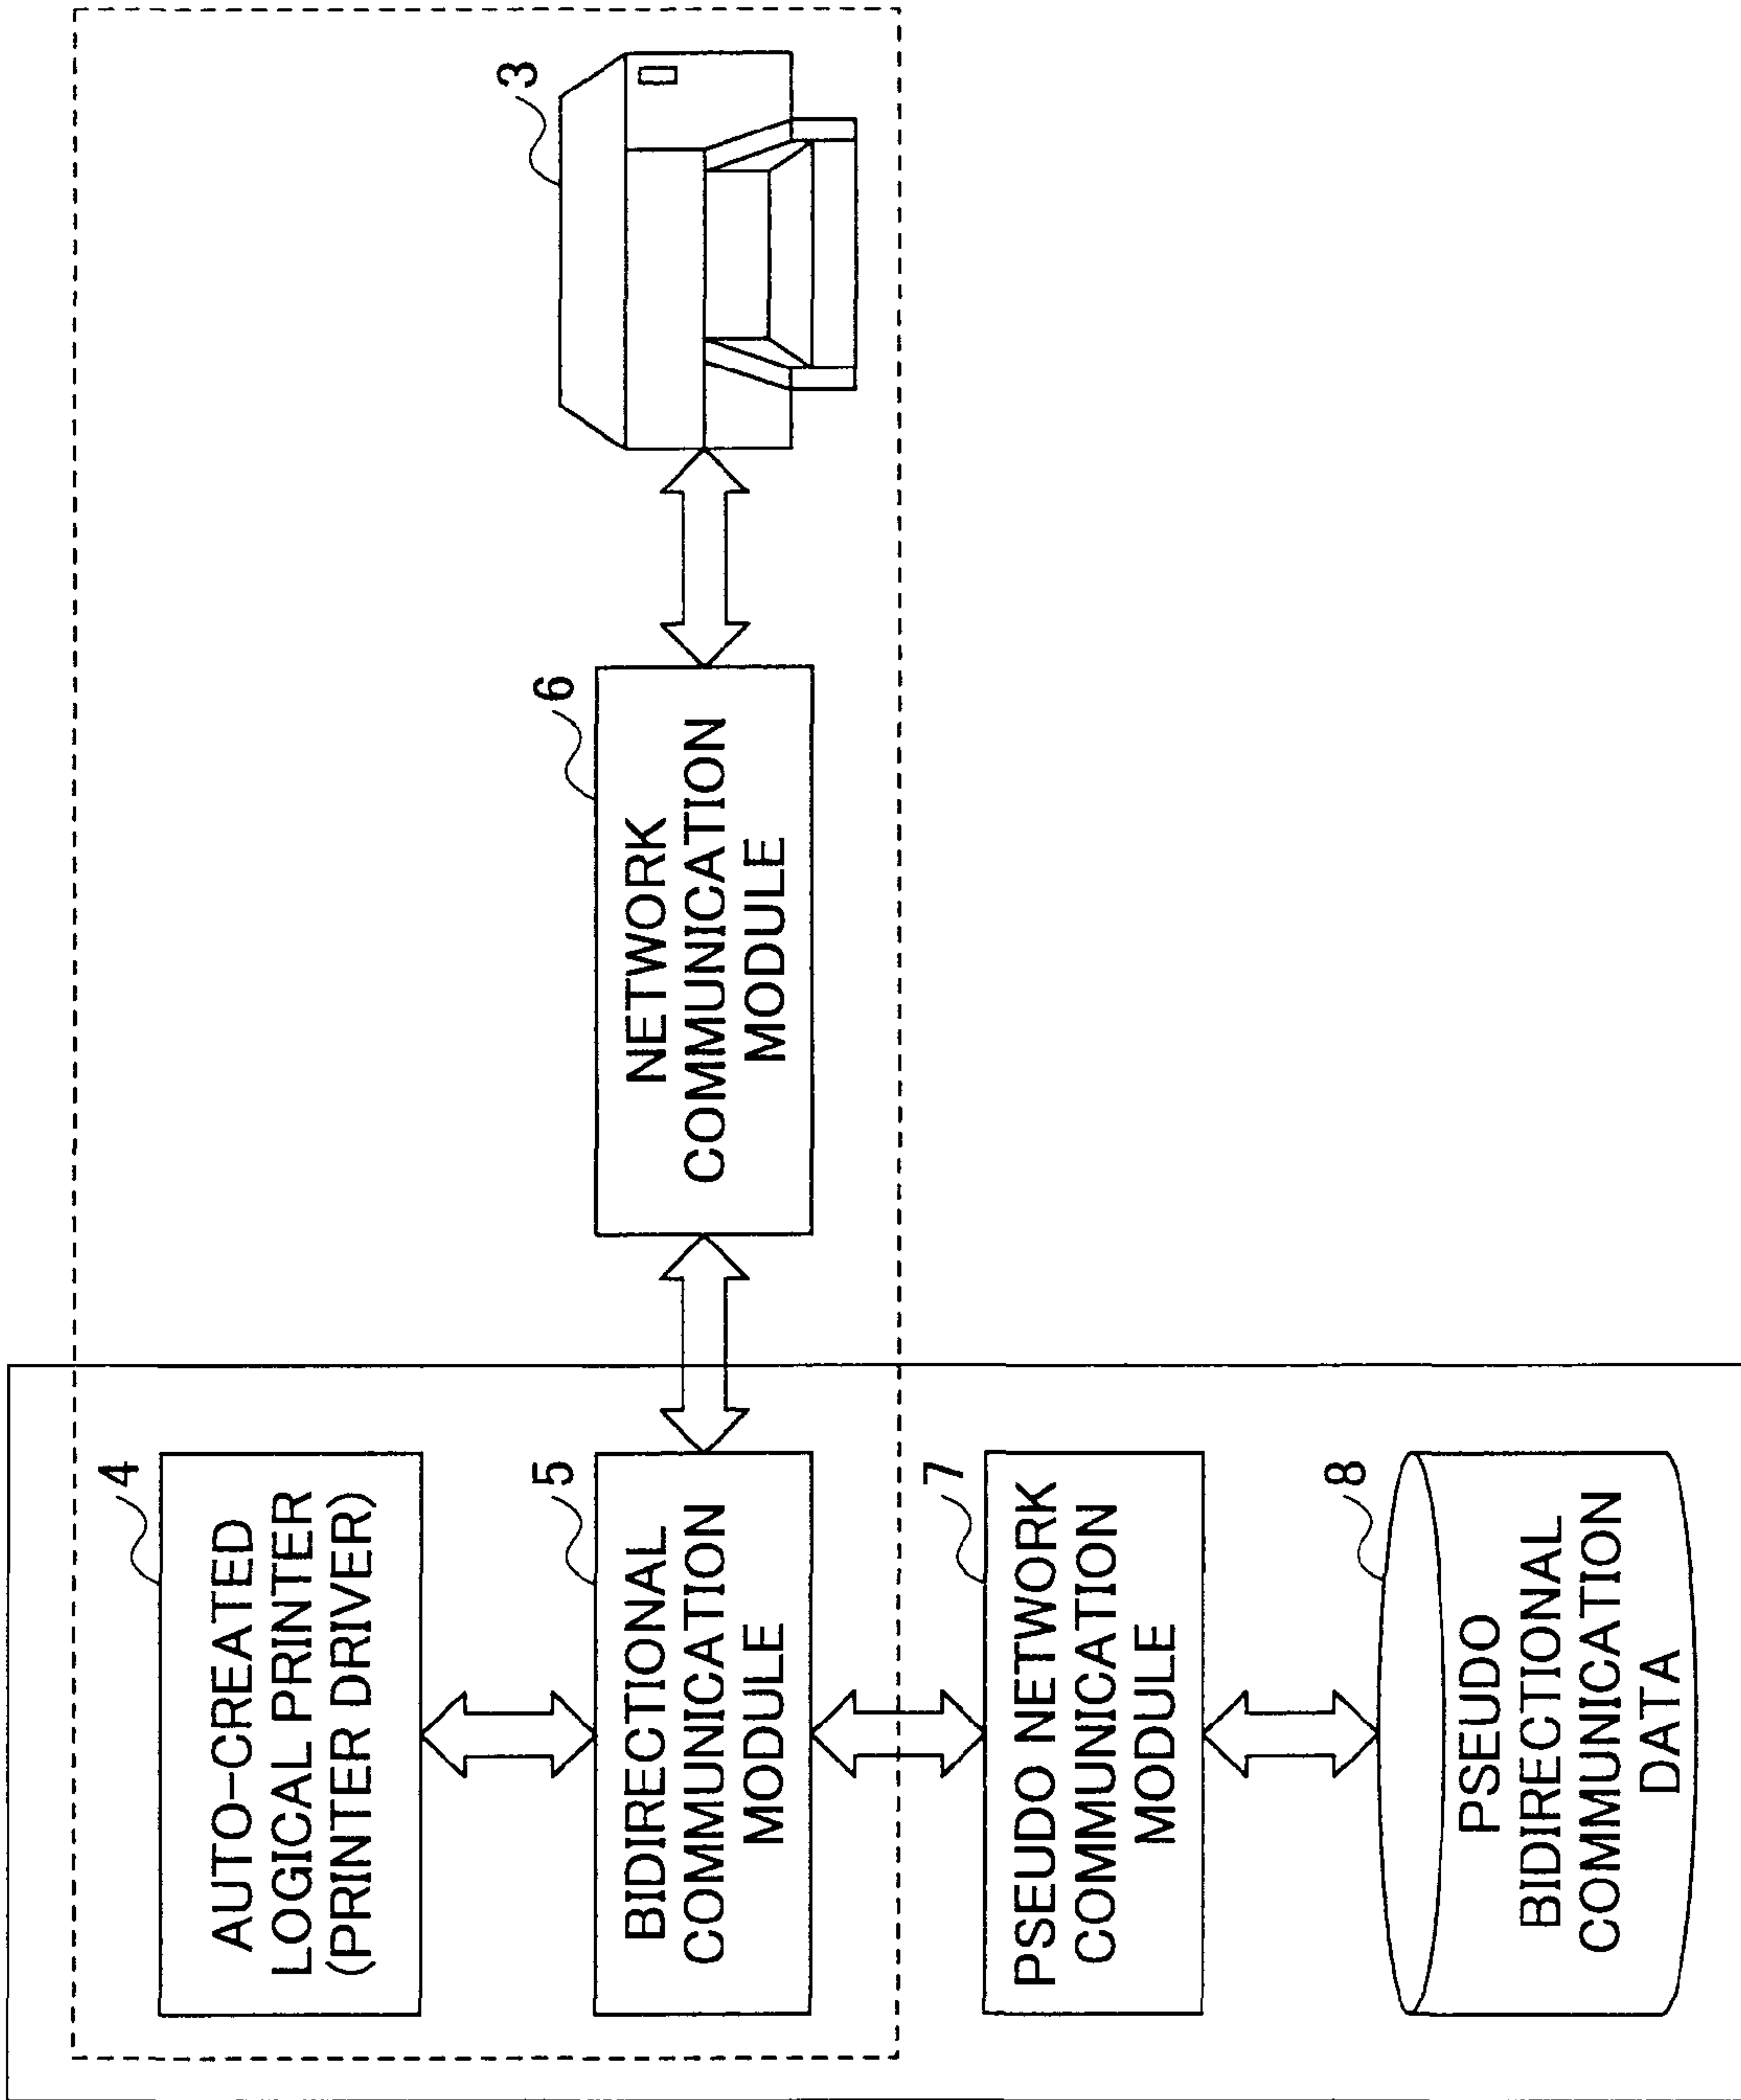 4
AUTO-CREATED
LOGICAL PRINTER
(PRINTER DRIVER)
5
BIDIRECTIONAL
COMMUNICATION
MODULE
6
NETWORK
COMMUNICATION
MODULE
3
7
PSEUDO NETWORK
COMMUNICATION
MODULE
8
PSEUDO
BIDIRECTIONAL
COMMUNICATION
DATA